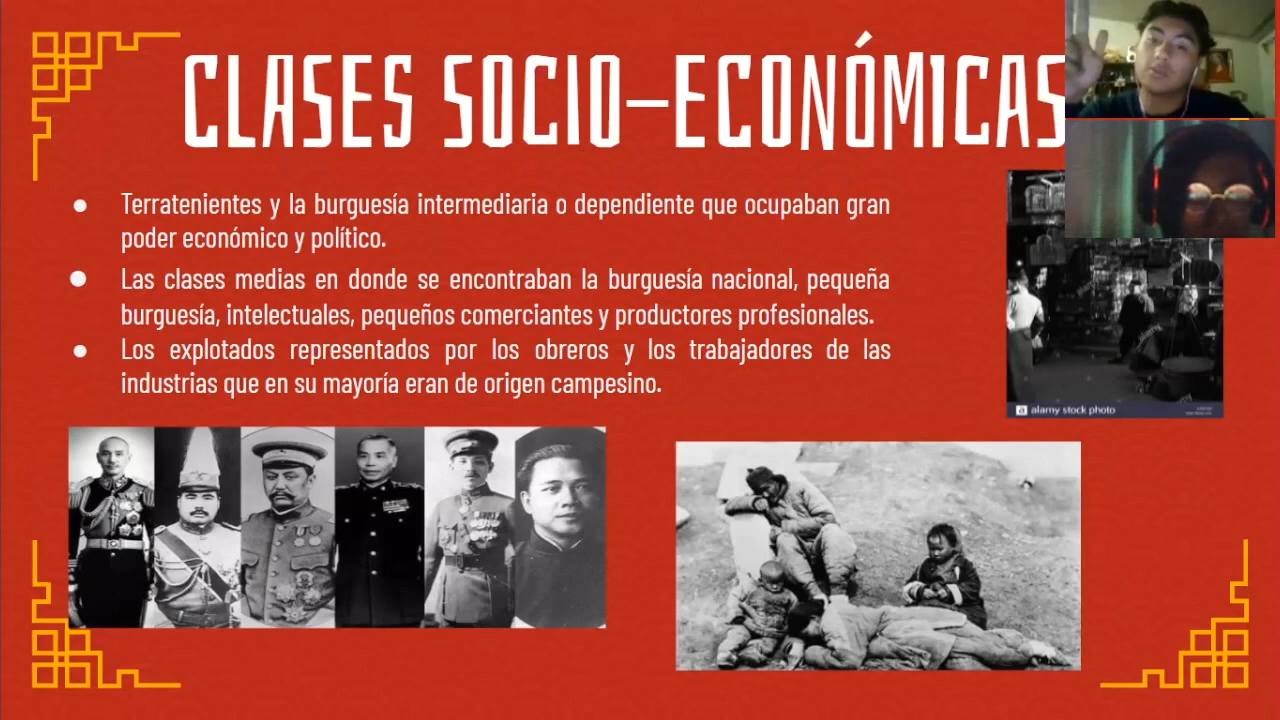 CLASES SOCIO-ECONÓMICAS
Terratenientes y la burguesía intermediaria o dependiente que ocupaban gran
poder económico y político.
Las clases medias en donde se encontraban la burguesía nacional, pequeña
burguesía, intelectuales, pequeños comerciantes y productores profesionales.
Los explotados representados por los obreros y los trabajadores de las
industrias que en su mayoría eran de origen campesino.
a alamy stock photo